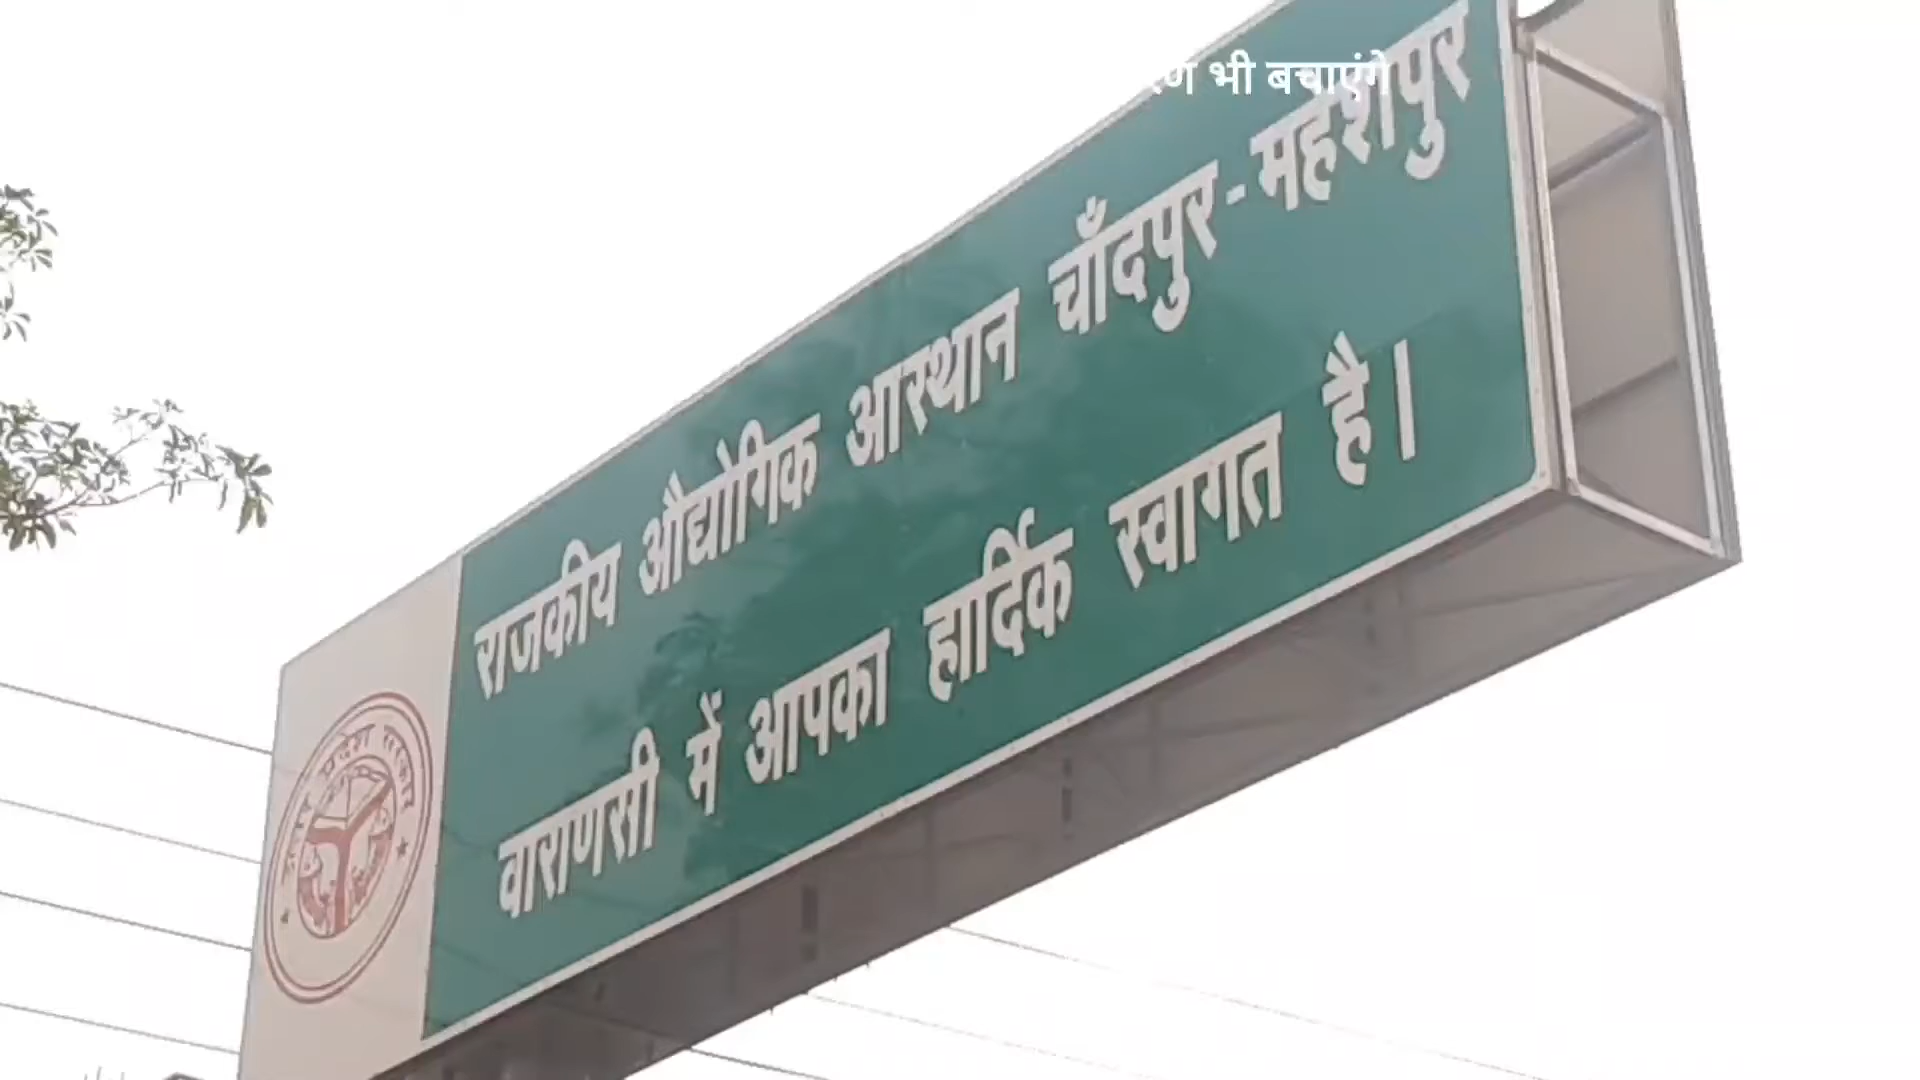 भी बचाएंगे
राजकीय औद्योगिक आस्थान चाँदपुर-महेशपुर
वाराणसी में आपका हार्दिक स्वागत है।